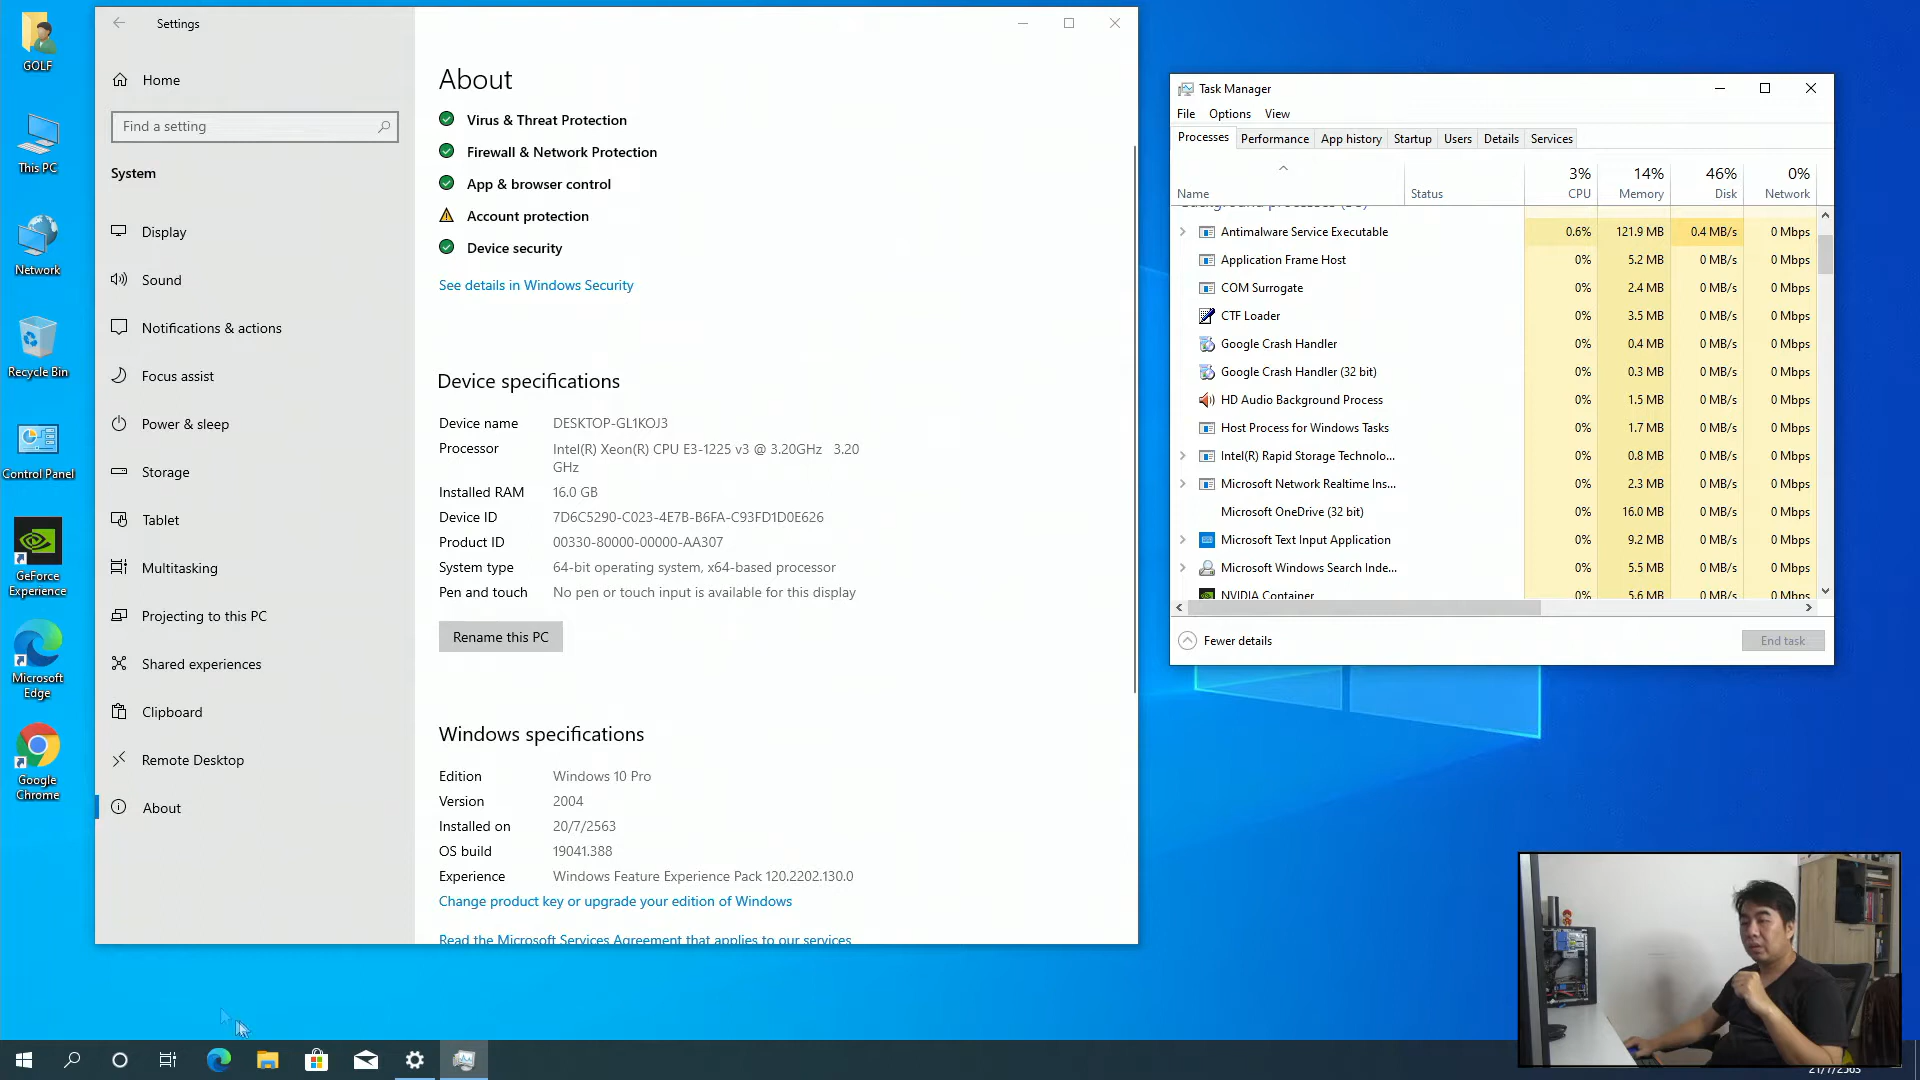 GOLF
This PC
Network
Recycle Bin
Control Panel
GeForce
Experience
Microsoft
Edge
Google
Chrome
Settings
Home
Find a setting
System
Display
Sound
Notifications & actions
Focus assist
Power & sleep
Storage
Tablet
Multitasking
Projecting to this PC
Shared experiences
Clipboard
Remote Desktop
About
About
Virus & Threat Protection
Firewall & Network Protection
App & browser control
Account protection
Device security
See details in Windows Security
Device specifications
Device name DESKTOP-GL1KOJ3
Processor Intel(R) Xeon(R) CPU E3-1225 v3 @ 3.20GHz 3.20
GHz
Installed RAM 16.0 GB
Device ID 7D6C5290-C023-4E7B-B6FA-C93FD1D0E626
Product ID 00330-80000-00000-AA307
System type 64-bit operating system, x64-based processor
Pen and touch No pen or touch input is available for this display
Rename this PC
Windows specifications
Edition Windows 10 Pro
Version 2004
Installed on 20/7/2563
OS build 19041.388
Experience Windows Feature Experience Pack 120.2202.130.0
Change product key or upgrade your edition of Windows
Read the Microsoft Services Agreement that applies to our services
Task Manager
File Options View
Processes Performance App history Startup Users Details Services
3% 14% 46% 0%
Name Status CPU Memory Disk Network
Background processes
Antimalware Service Executable 0.6% 121.9 MB 0.4 MB/s 0 Mbps
Application Frame Host 0% 5.2 MB 0 MB/s 0 Mbps
COM Surrogate 0% 2.4 MB 0 MB/s 0 Mbps
CTF Loader 0% 3.5 MB 0 MB/s 0 Mbps
Google Crash Handler 0% 0.4 MB 0 MB/s 0 Mbps
Google Crash Handler (32 bit) 0% 0.3 MB 0 MB/s 0 Mbps
HD Audio Background Process 0% 1.5 MB 0 MB/s 0 Mbps
Host Process for Windows Tasks 0% 1.7 MB 0 MB/s 0 Mbps
Intel(R) Rapid Storage Technolo... 0% 0.8 MB 0 MB/s 0 Mbps
Microsoft Network Realtime Ins... 0% 2.3 MB 0 MB/s 0 Mbps
Microsoft OneDrive (32 bit) 0% 16.0 MB 0 MB/s 0 Mbps
Microsoft Text Input Application 0% 9.2 MB 0 MB/s 0 Mbps
Microsoft Windows Search Inde... 0% 5.5 MB 0 MB/s 0 Mbps
NVIDIA Container 0% 5.6 MB 0 MB/s 0 Mbps
Fewer details
End task
21/7/2563